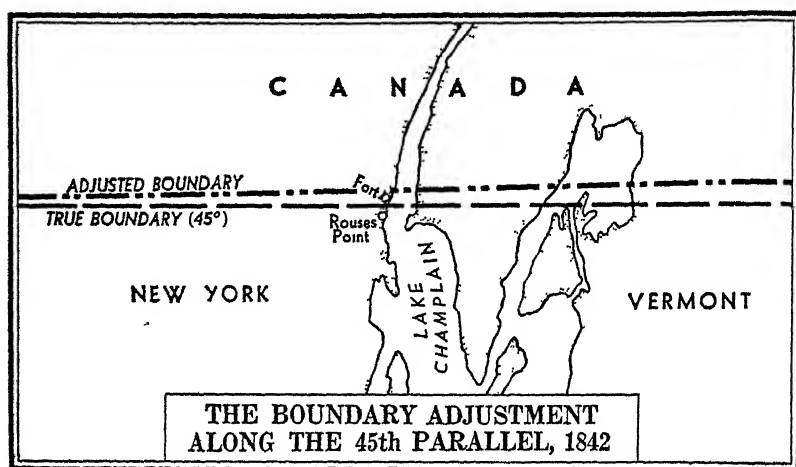 CANADA
ADJUSTED BOUNDARY
Fort
TRUE BOUNDARY (45°)
Rouses
Point
NEW YORK
LAKE
CHAMPLAIN
VERMONT
THE BOUNDARY ADJUSTMENT
ALONG THE 45th PARALLEL, 1842